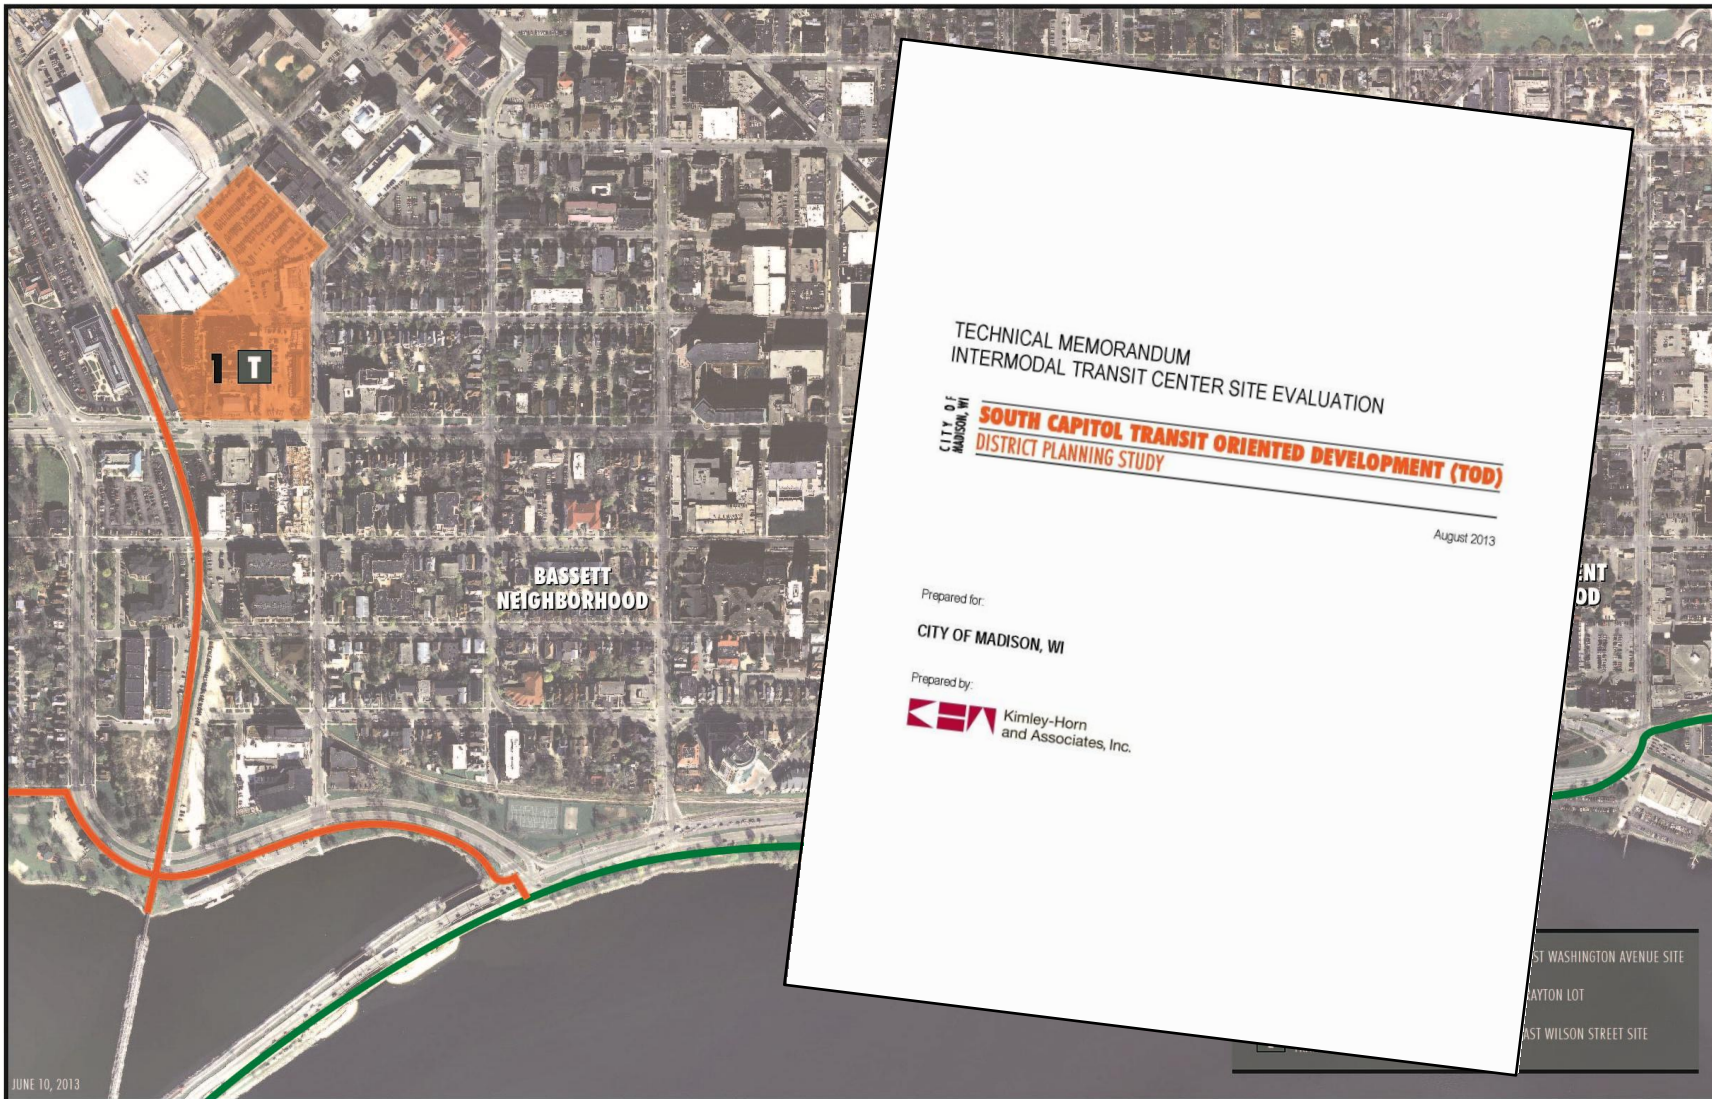 TECHNICAL MEMORANDUM
INTERMODAL TRANSIT CENTER SITE EVALUATION
CITY OF
MADISON, WI
SOUTH CAPITOL TRANSIT ORIENTED DEVELOPMENT (TOD)
DISTRICT PLANNING STUDY
August 2013
Prepared for:
CITY OF MADISON, WI
Prepared by:
Kimley-Horn
and Associates, Inc.
1 T
BASSETT
NEIGHBORHOOD
ENT
OD
ST WASHINGTON AVENUE SITE
AYTON LOT
AST WILSON STREET SITE
JUNE 10, 2013